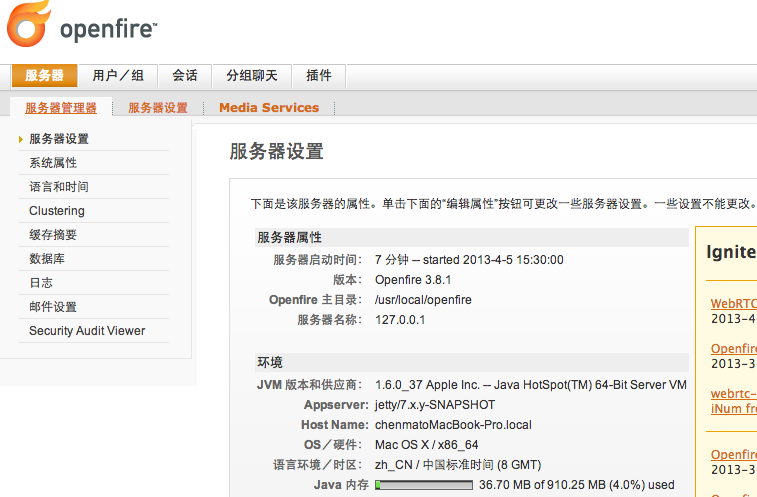 openfire™
服务器 用户／组 会话 分组聊天 插件
服务器管理器 服务器设置 Media Services
服务器设置
系统属性
语言和时间
Clustering
缓存摘要
数据库
日志
邮件设置
Security Audit Viewer
服务器设置
下面是该服务器的属性。单击下面的“编辑属性”按钮可更改一些服务器设置。一些设置不能更改。
服务器属性
服务器启动时间： 7 分钟 -- started 2013-4-5 15:30:00
版本： Openfire 3.8.1
Openfire 主目录： /usr/local/openfire
服务器名称： 127.0.0.1
环境
JVM 版本和供应商： 1.6.0_37 Apple Inc. -- Java HotSpot(TM) 64-Bit Server VM
Appserver: jetty/7.x.y-SNAPSHOT
Host Name: chenmatoMacBook-Pro.local
OS／硬件： Mac OS X / x86_64
语言环境／时区： zh_CN / 中国标准时间 (8 GMT)
Java 内存 36.70 MB of 910.25 MB (4.0%) used
Ignite
WebRTC
2013-4
Openfire
2013-3
webrtc-
iNum fr
Openfire
2013-3